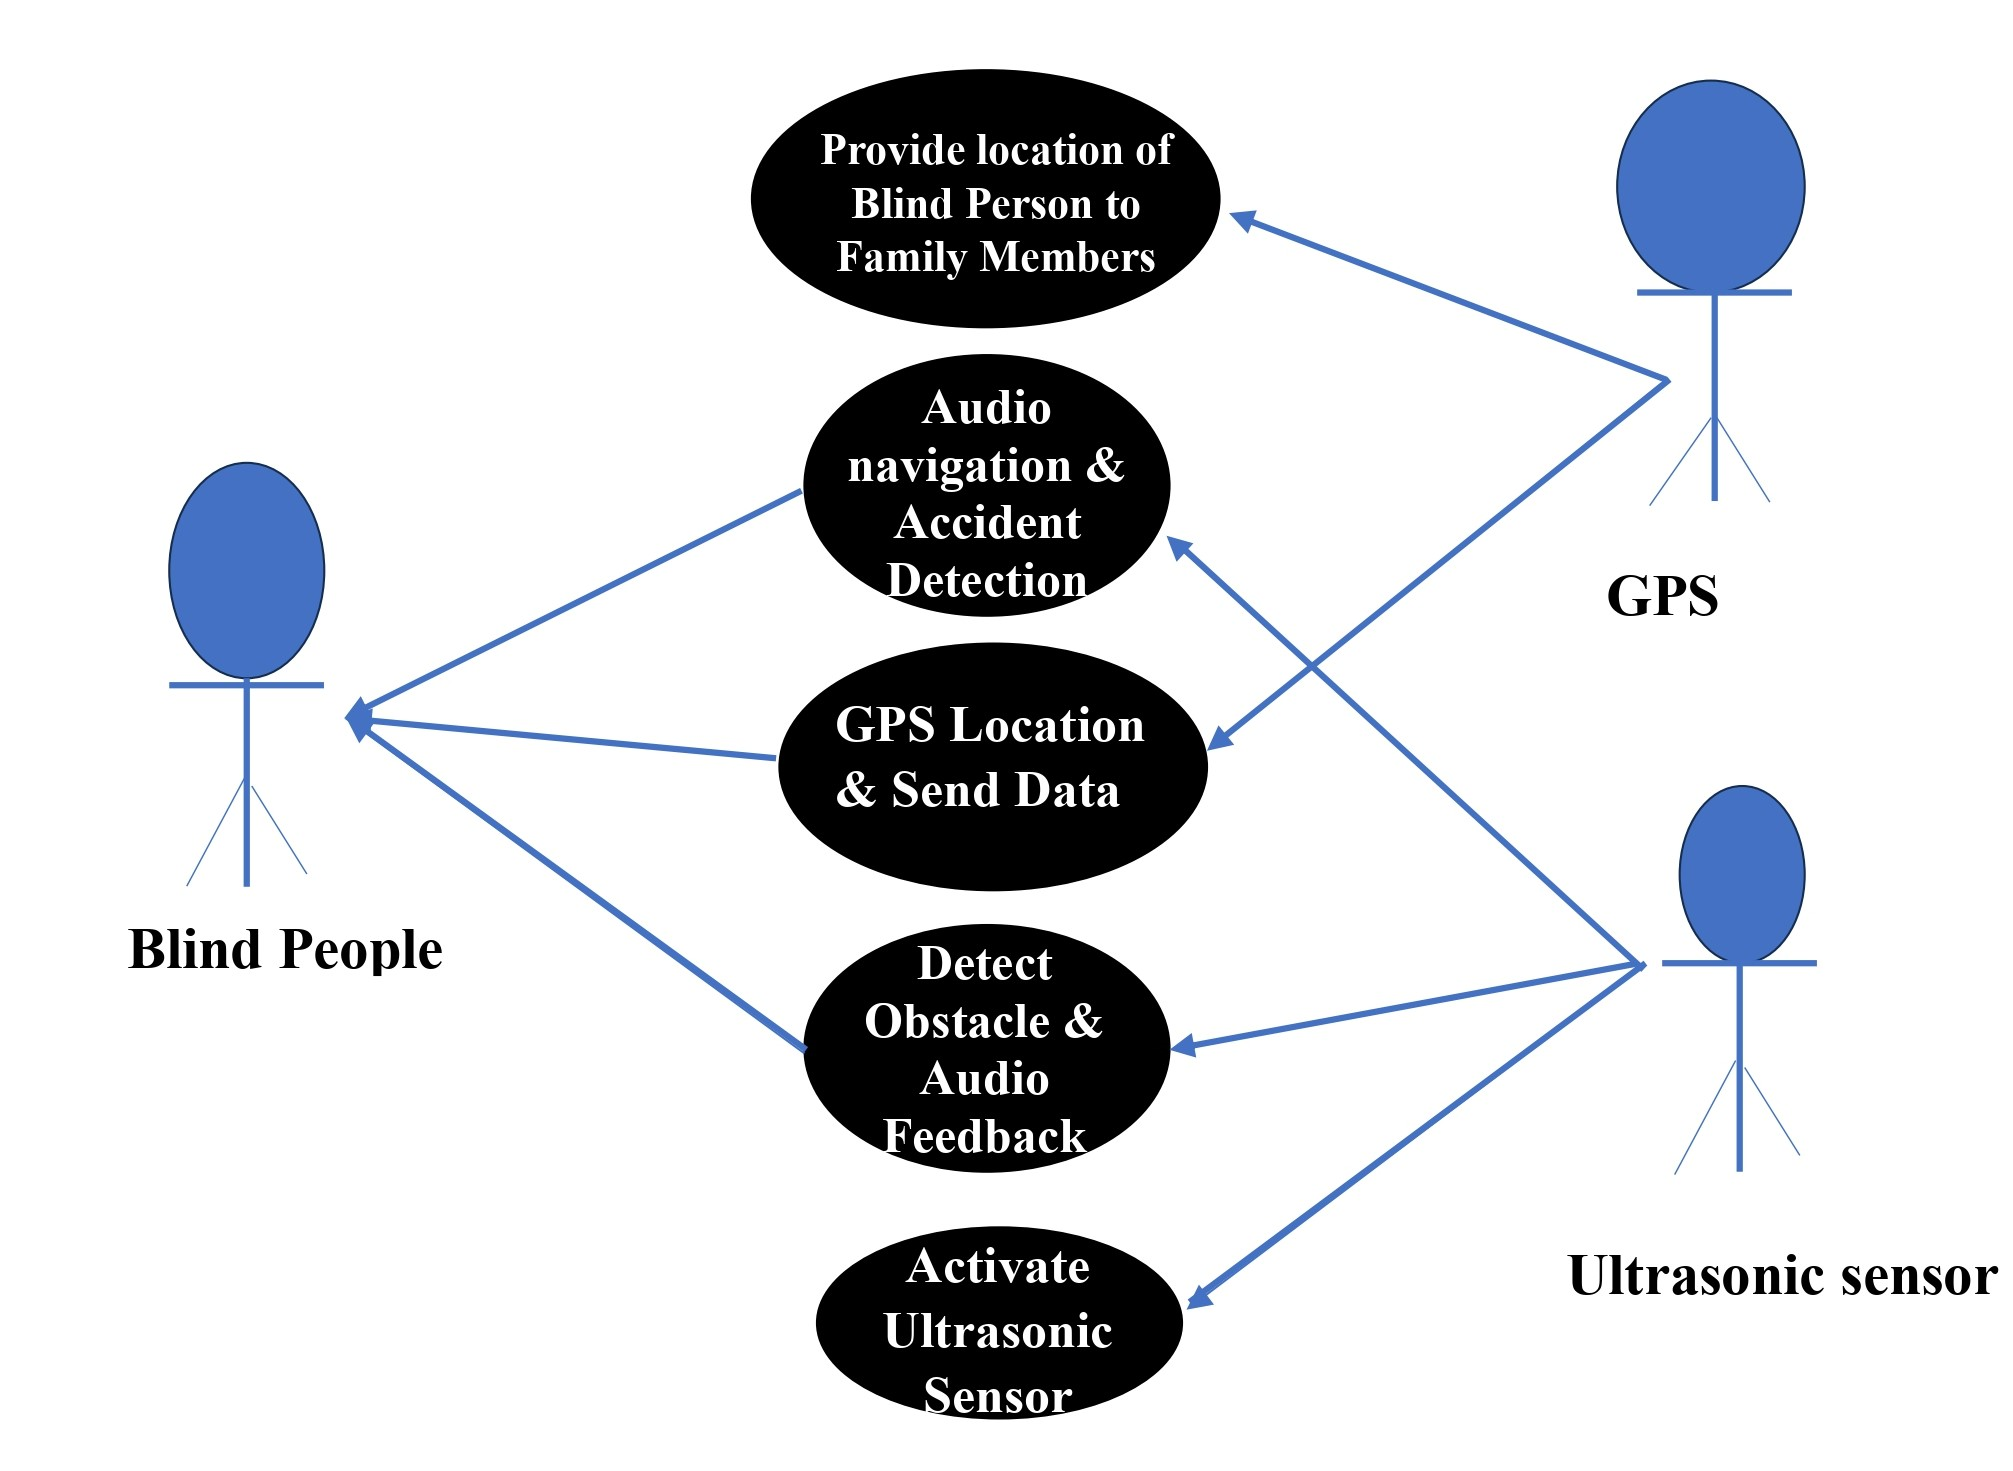 Provide location of
Blind Person to
Family Members
Audio
navigation &
Accident
Detection
GPS
GPS Location
& Send Data
Blind People
Detect
Obstacle &
Audio
Feedback
Activate
Ultrasonic
Sensor
Ultrasonic sensor